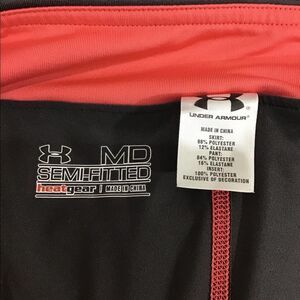 MD
SEMI-FITTED
heatgear | MADE IN CHINA
UNDER ARMOUR
MADE IN CHINA
SKIRT:
88% POLYESTER
12% ELASTANE
PANT:
84% POLYESTER
16% ELASTANE
INSERT:
100% POLYESTER
EXCLUSIVE OF DECORATION